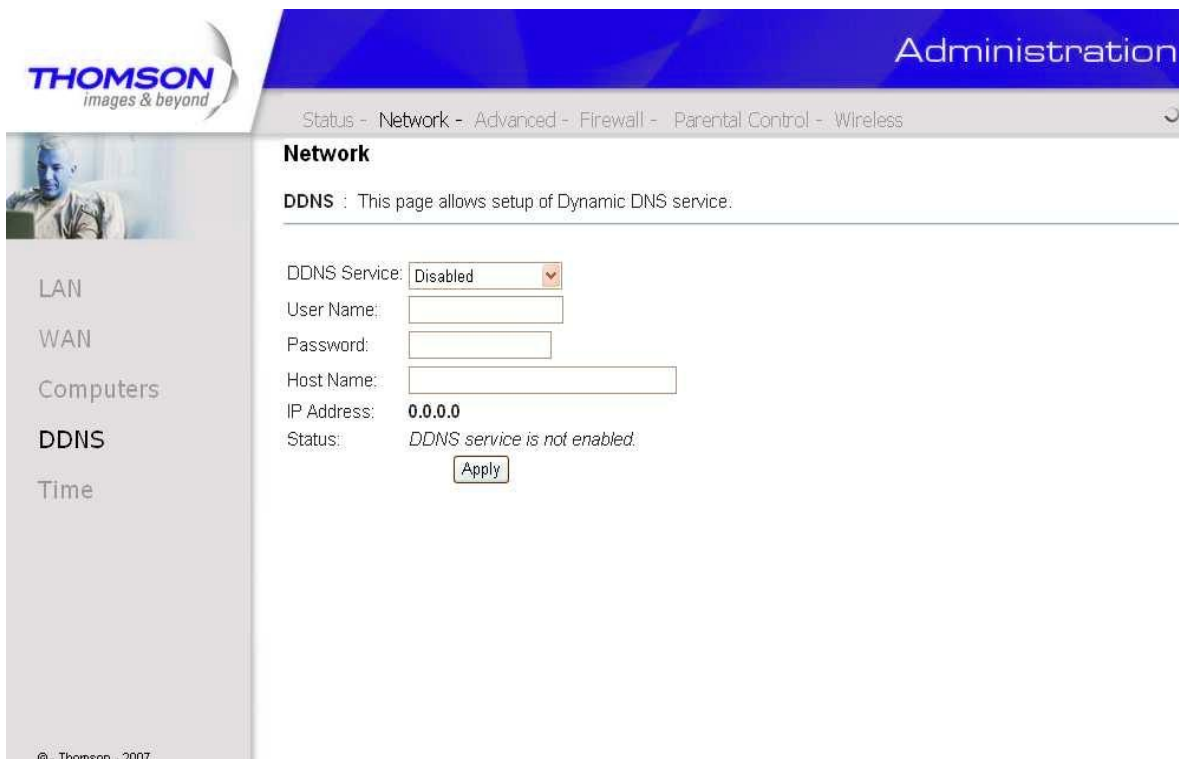 THOMSON
images & beyond
Administration
Status - Network - Advanced - Firewall - Parental Control - Wireless
Network
DDNS : This page allows setup of Dynamic DNS service.
LAN
WAN
Computers
DDNS
Time
DDNS Service: Disabled
User Name:
Password:
Host Name:
IP Address: 0.0.0.0
Status: DDNS service is not enabled.
Apply
© - Thomson - 2007